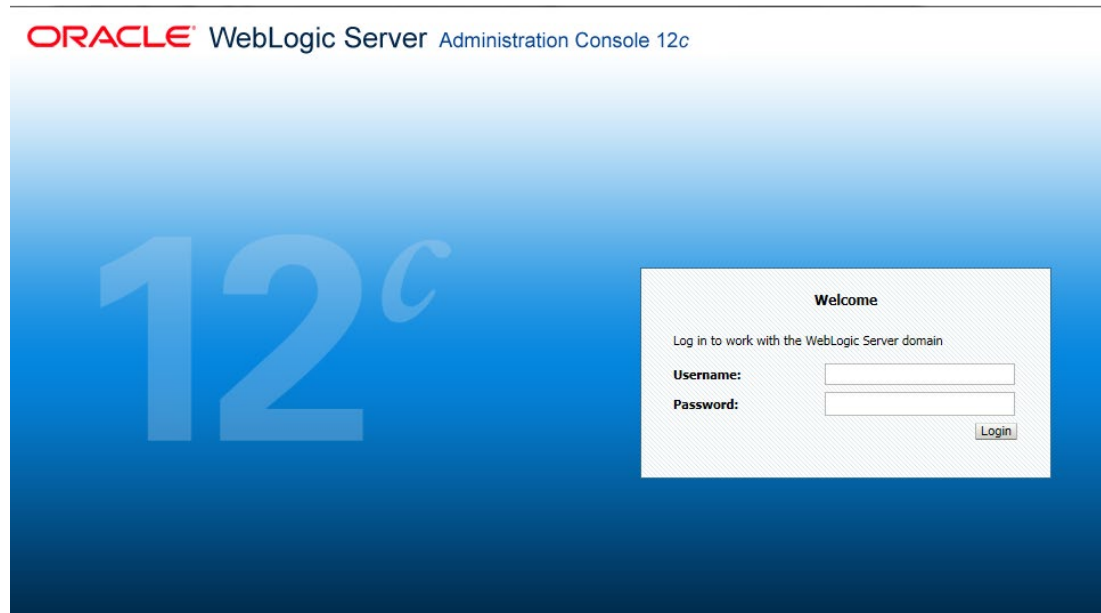 ORACLE WebLogic Server Administration Console 12c
12c
Welcome
Log in to work with the WebLogic Server domain
Username:
Password:
Login